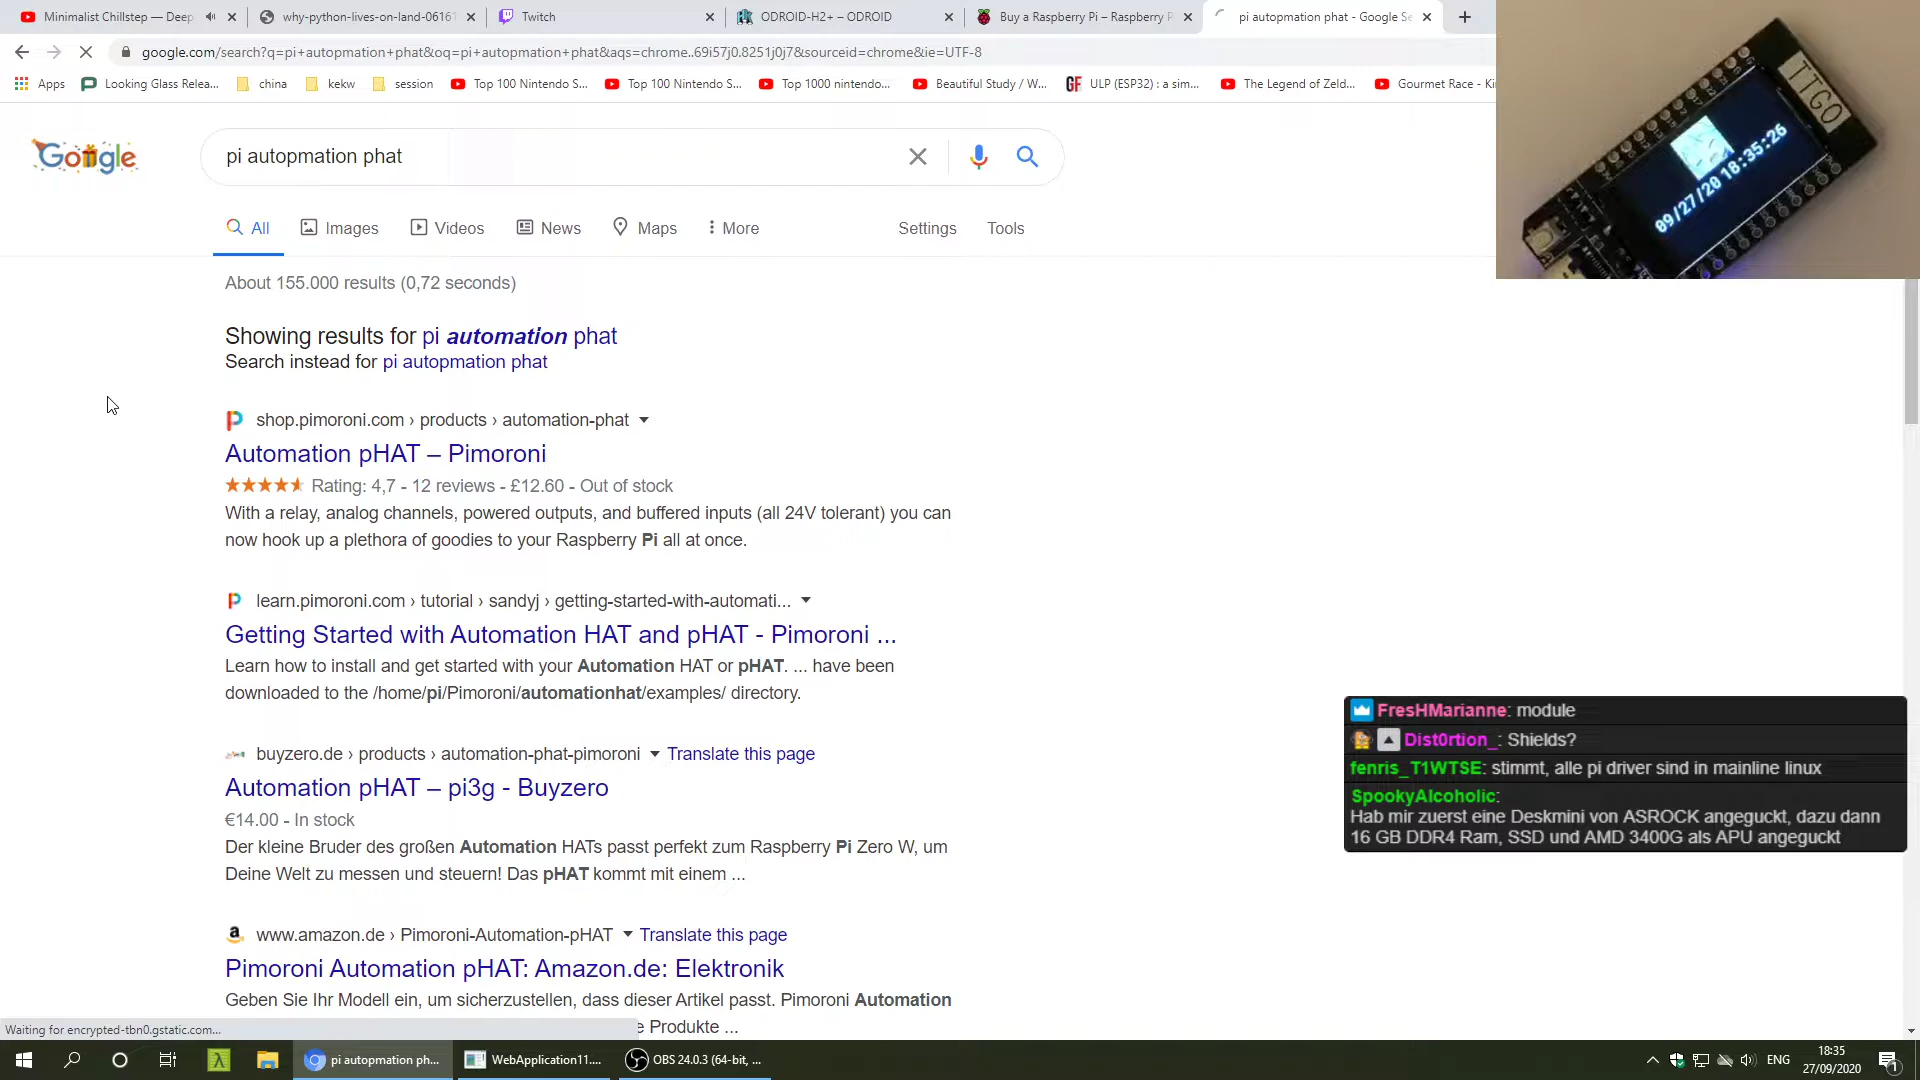 Minimalist Chillstep — Deep
why-python-lives-on-land-06161
Twitch
ODROID-H2+ – ODROID
Buy a Raspberry Pi – Raspberry P
pi autopmation phat - Google Se
google.com/search?q=pi+autopmation+phat&oq=pi+autopmation+phat&aqs=chrome..69i57j0.8251j0j7&sourceid=chrome&ie=UTF-8
Apps
Looking Glass Relea...
china
kekw
session
Top 100 Nintendo S...
Top 100 Nintendo S...
Top 1000 nintendo...
Beautiful Study / W...
GF
ULP (ESP32) : a sim...
The Legend of Zeld...
Gourmet Race - Ki
TTGO
09/27/20 18:35:26
Google
pi autopmation phat
All
Images
Videos
News
Maps
More
Settings
Tools
About 155.000 results (0,72 seconds)
Showing results for pi automation phat
Search instead for pi autopmation phat
shop.pimoroni.com › products › automation-phat
Automation pHAT – Pimoroni
Rating: 4,7 - 12 reviews - £12.60 - Out of stock
With a relay, analog channels, powered outputs, and buffered inputs (all 24V tolerant) you can
now hook up a plethora of goodies to your Raspberry Pi all at once.
learn.pimoroni.com › tutorial › sandyj › getting-started-with-automati...
Getting Started with Automation HAT and pHAT - Pimoroni ...
Learn how to install and get started with your Automation HAT or pHAT. ... have been
downloaded to the /home/pi/Pimoroni/automationhat/examples/ directory.
buyzero.de › products › automation-phat-pimoroni
Translate this page
Automation pHAT – pi3g - Buyzero
€14.00 - In stock
Der kleine Bruder des großen Automation HATs passt perfekt zum Raspberry Pi Zero W, um
Deine Welt zu messen und steuern! Das pHAT kommt mit einem ...
www.amazon.de › Pimoroni-Automation-pHAT
Translate this page
Pimoroni Automation pHAT: Amazon.de: Elektronik
Geben Sie Ihr Modell ein, um sicherzustellen, dass dieser Artikel passt. Pimoroni Automation
e Produkte ...
FresHMarianne: module
Dist0rtion_: Shields?
fenris_T1WTSE: stimmt, alle pi driver sind in mainline linux
SpookyAlcoholic:
Hab mir zuerst eine Deskmini von ASROCK angeguckt, dazu dann
16 GB DDR4 Ram, SSD und AMD 3400G als APU angeguckt
Waiting for encrypted-tbn0.gstatic.com...
pi autopmation ph...
WebApplication11....
OBS 24.0.3 (64-bit, ...
ENG
18:35
27/09/2020
1